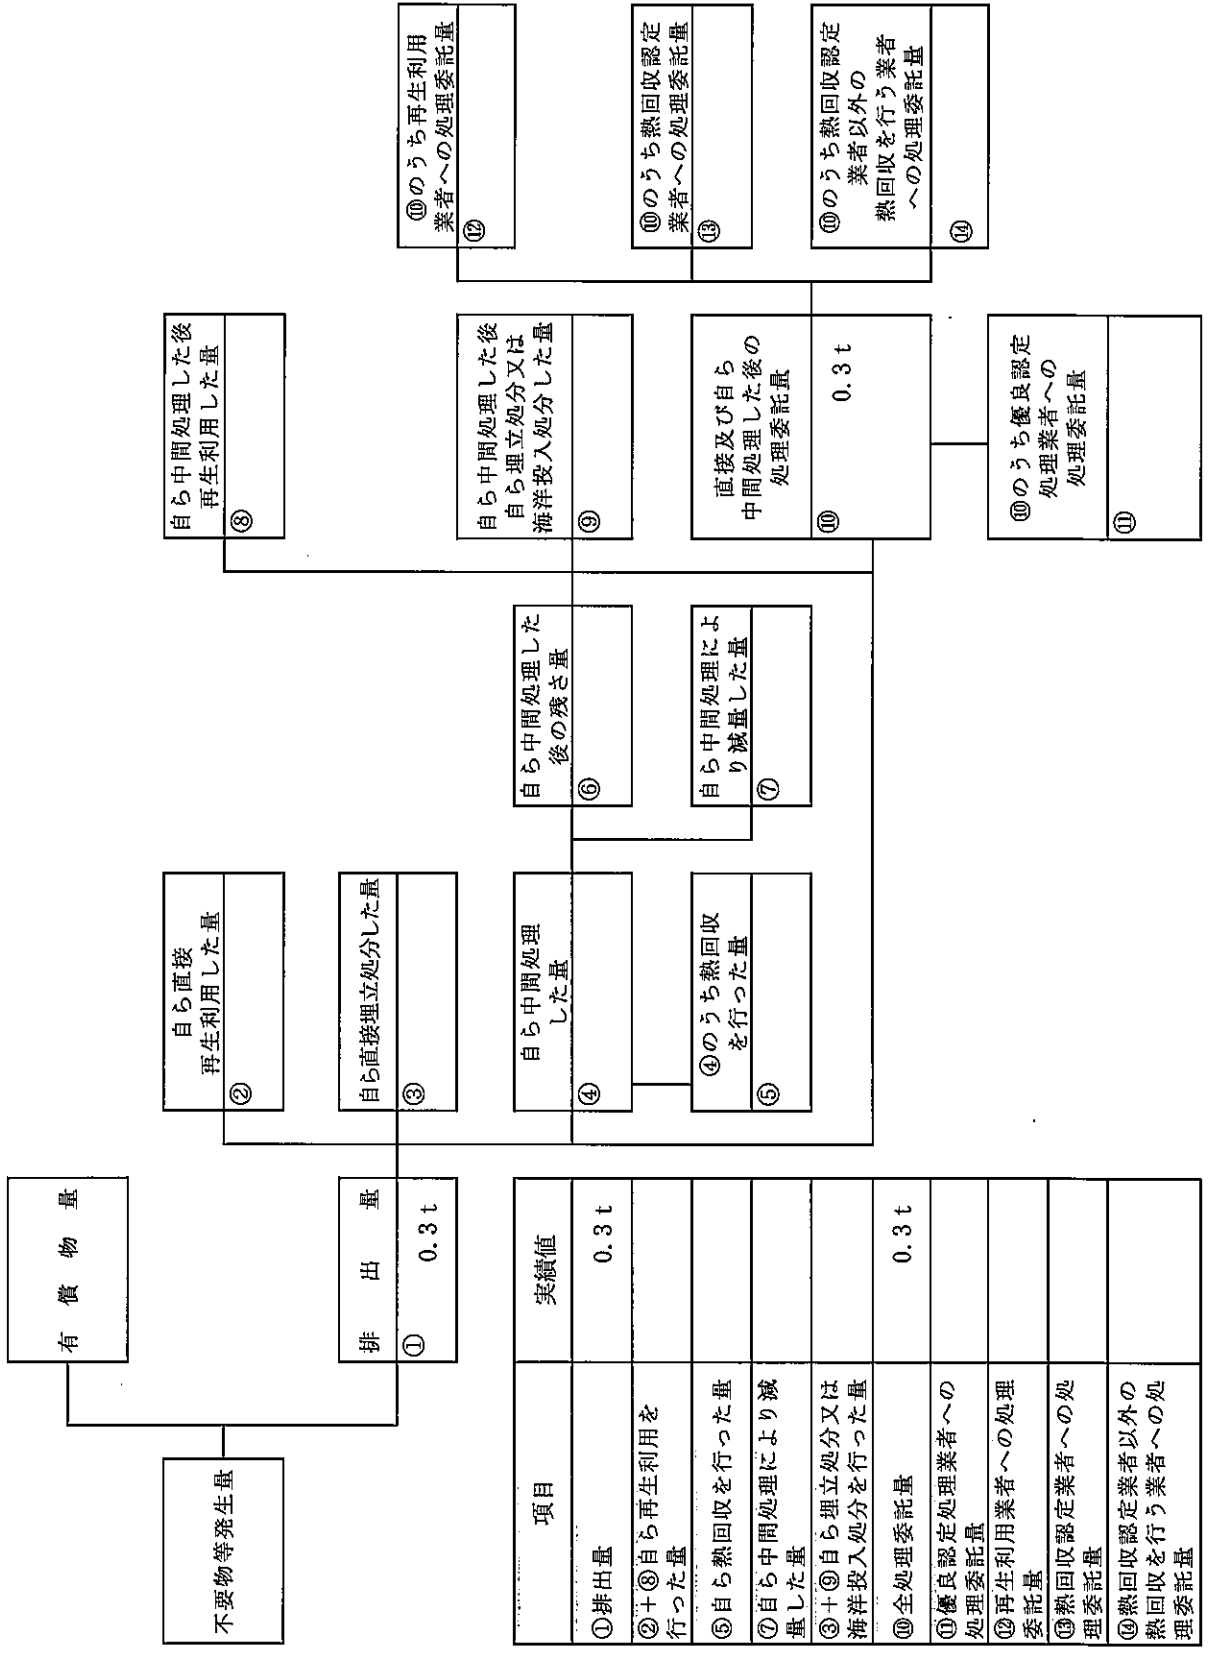 有償物量
不要物等発生量
排出量
①
0.3 t
自ら直接
再生利用した量
②
自ら直接埋立処分した量
③
自ら中間処理
した量
④
④のうち熱回収
を行った量
⑤
自ら中間処理した
後の残さ量
⑥
自ら中間処理によ
り減量した量
⑦
自ら中間処理した後
再生利用した量
⑧
自ら中間処理した後
自ら埋立処分又は
海洋投入処分した量
⑨
直接及び自ら
中間処理した後の
処理委託量
⑩
0.3 t
⑩のうち優良認定
処理業者への
処理委託量
⑪
⑩のうち再生利用
業者への処理委託量
⑫
⑩のうち熱回収認定
業者への処理委託量
⑬
⑩のうち熱回収認定
業者以外の
熱回収を行う業者
への処理委託量
⑭
項目 実績値
①排出量 0.3 t
②+⑧自ら再生利用を
行った量
⑤自ら熱回収を行った量
⑦自ら中間処理により減
量した量
③+⑨自ら埋立処分又は
海洋投入処分を行った量
⑩全処理委託量 0.3 t
⑪優良認定処理業者への
処理委託量
⑫再生利用業者への処理
委託量
⑬熱回収認定業者への処
理委託量
⑭熱回収認定業者以外の
熱回収を行う業者への処
理委託量